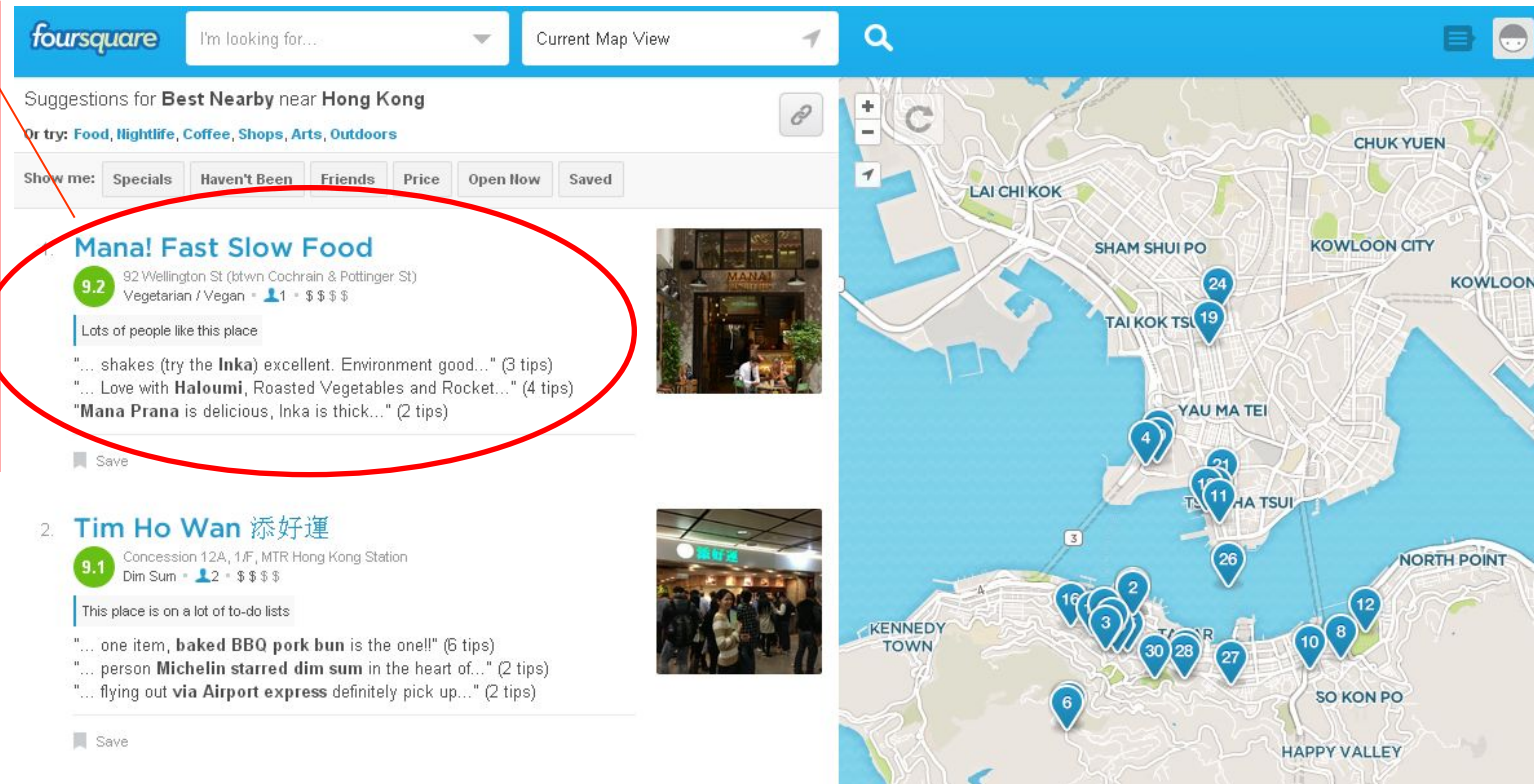 foursquare
I'm looking for...
Current Map View
Suggestions for Best Nearby near Hong Kong
Or try: Food, Nightlife, Coffee, Shops, Arts, Outdoors
Show me: Specials Haven't Been Friends Price Open Now Saved
1. Mana! Fast Slow Food
9.2
92 Wellington St (btwn Cochrain & Pottinger St)
Vegetarian / Vegan • 1 • $$$$
Lots of people like this place
"... shakes (try the Inka) excellent. Environment good..." (3 tips)
"... Love with Haloumi, Roasted Vegetables and Rocket..." (4 tips)
"Mana Prana is delicious, Inka is thick..." (2 tips)
Save
MANA!
2. Tim Ho Wan 添好運
9.1
Concession 12A, 1/F, MTR Hong Kong Station
Dim Sum • 2 • $$$$
This place is on a lot of to-do lists
"... one item, baked BBQ pork bun is the one!!" (6 tips)
"... person Michelin starred dim sum in the heart of..." (2 tips)
"... flying out via Airport express definitely pick up..." (2 tips)
Save
添好運
+
−
CHUK YUEN
LAI CHI KOK
SHAM SHUI PO
KOWLOON CITY
24
KOWLOON
TAI KOK TSU
19
YAU MA TEI
4
21
11
TS HA TSUI
3
26
NORTH POINT
2
16
3
12
KENNEDY
TOWN
8
10
30
28
27
6
SO KON PO
HAPPY VALLEY